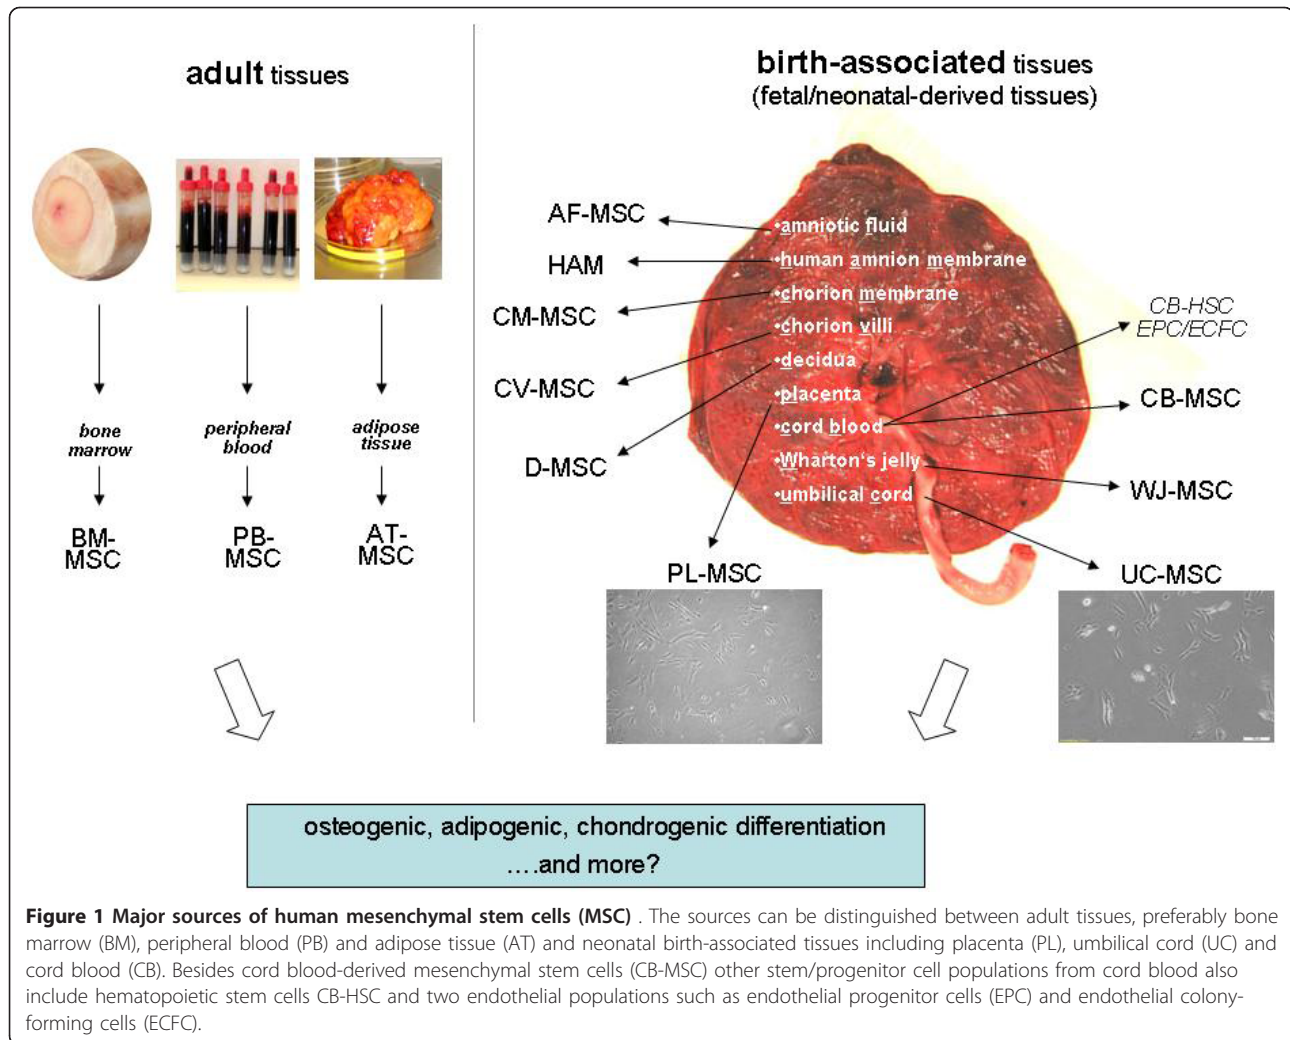 adult tissues
bone
marrow
BM-
MSC
peripheral
blood
PB-
MSC
adipose
tissue
AT-
MSC
birth-associated tissues
(fetal/neonatal-derived tissues)
AF-MSC
HAM
CM-MSC
CV-MSC
D-MSC
PL-MSC
•amniotic fluid
•human amnion membrane
•chorion membrane
•chorion villi
•decidua
•placenta
•cord blood
•Wharton's jelly
•umbilical cord
CB-HSC
EPC/ECFC
CB-MSC
WJ-MSC
UC-MSC
osteogenic, adipogenic, chondrogenic differentiation
....and more?
Figure 1 Major sources of human mesenchymal stem cells (MSC) . The sources can be distinguished between adult tissues, preferably bone
marrow (BM), peripheral blood (PB) and adipose tissue (AT) and neonatal birth-associated tissues including placenta (PL), umbilical cord (UC) and
cord blood (CB). Besides cord blood-derived mesenchymal stem cells (CB-MSC) other stem/progenitor cell populations from cord blood also
include hematopoietic stem cells CB-HSC and two endothelial populations such as endothelial progenitor cells (EPC) and endothelial colony-
forming cells (ECFC).